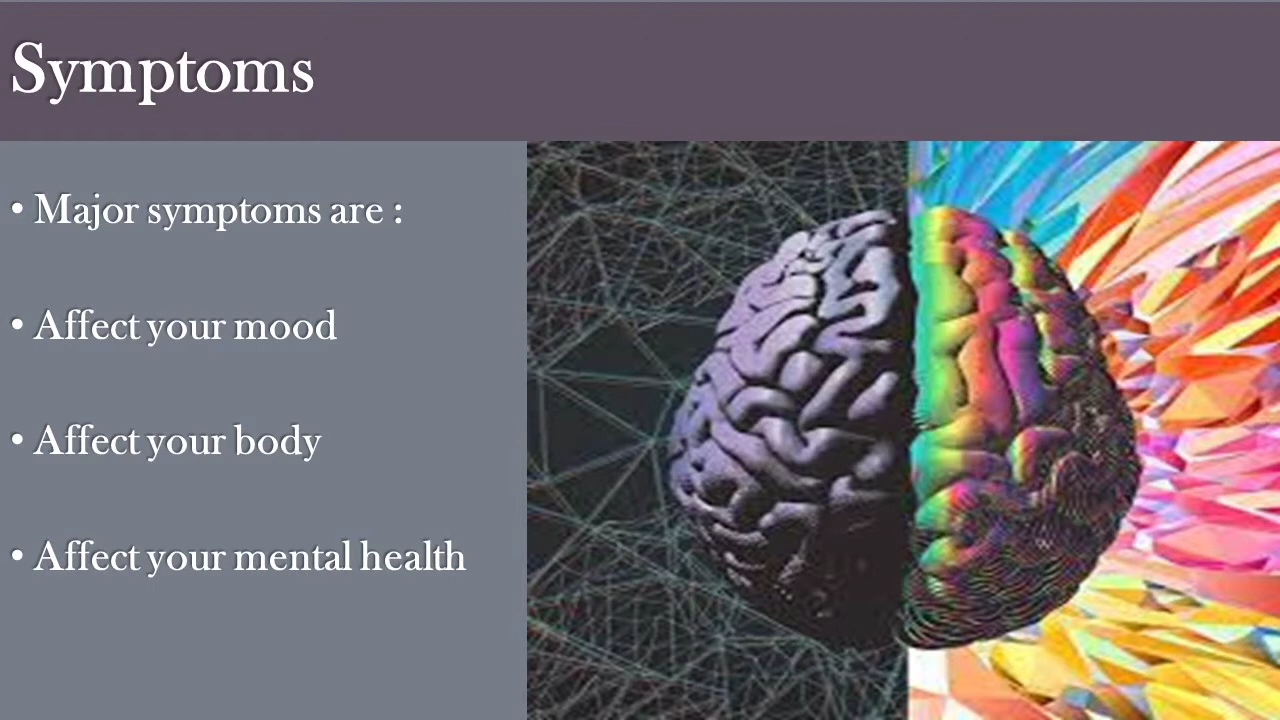 Symptoms
• Major symptoms are :
• Affect your mood
• Affect your body
• Affect your mental health